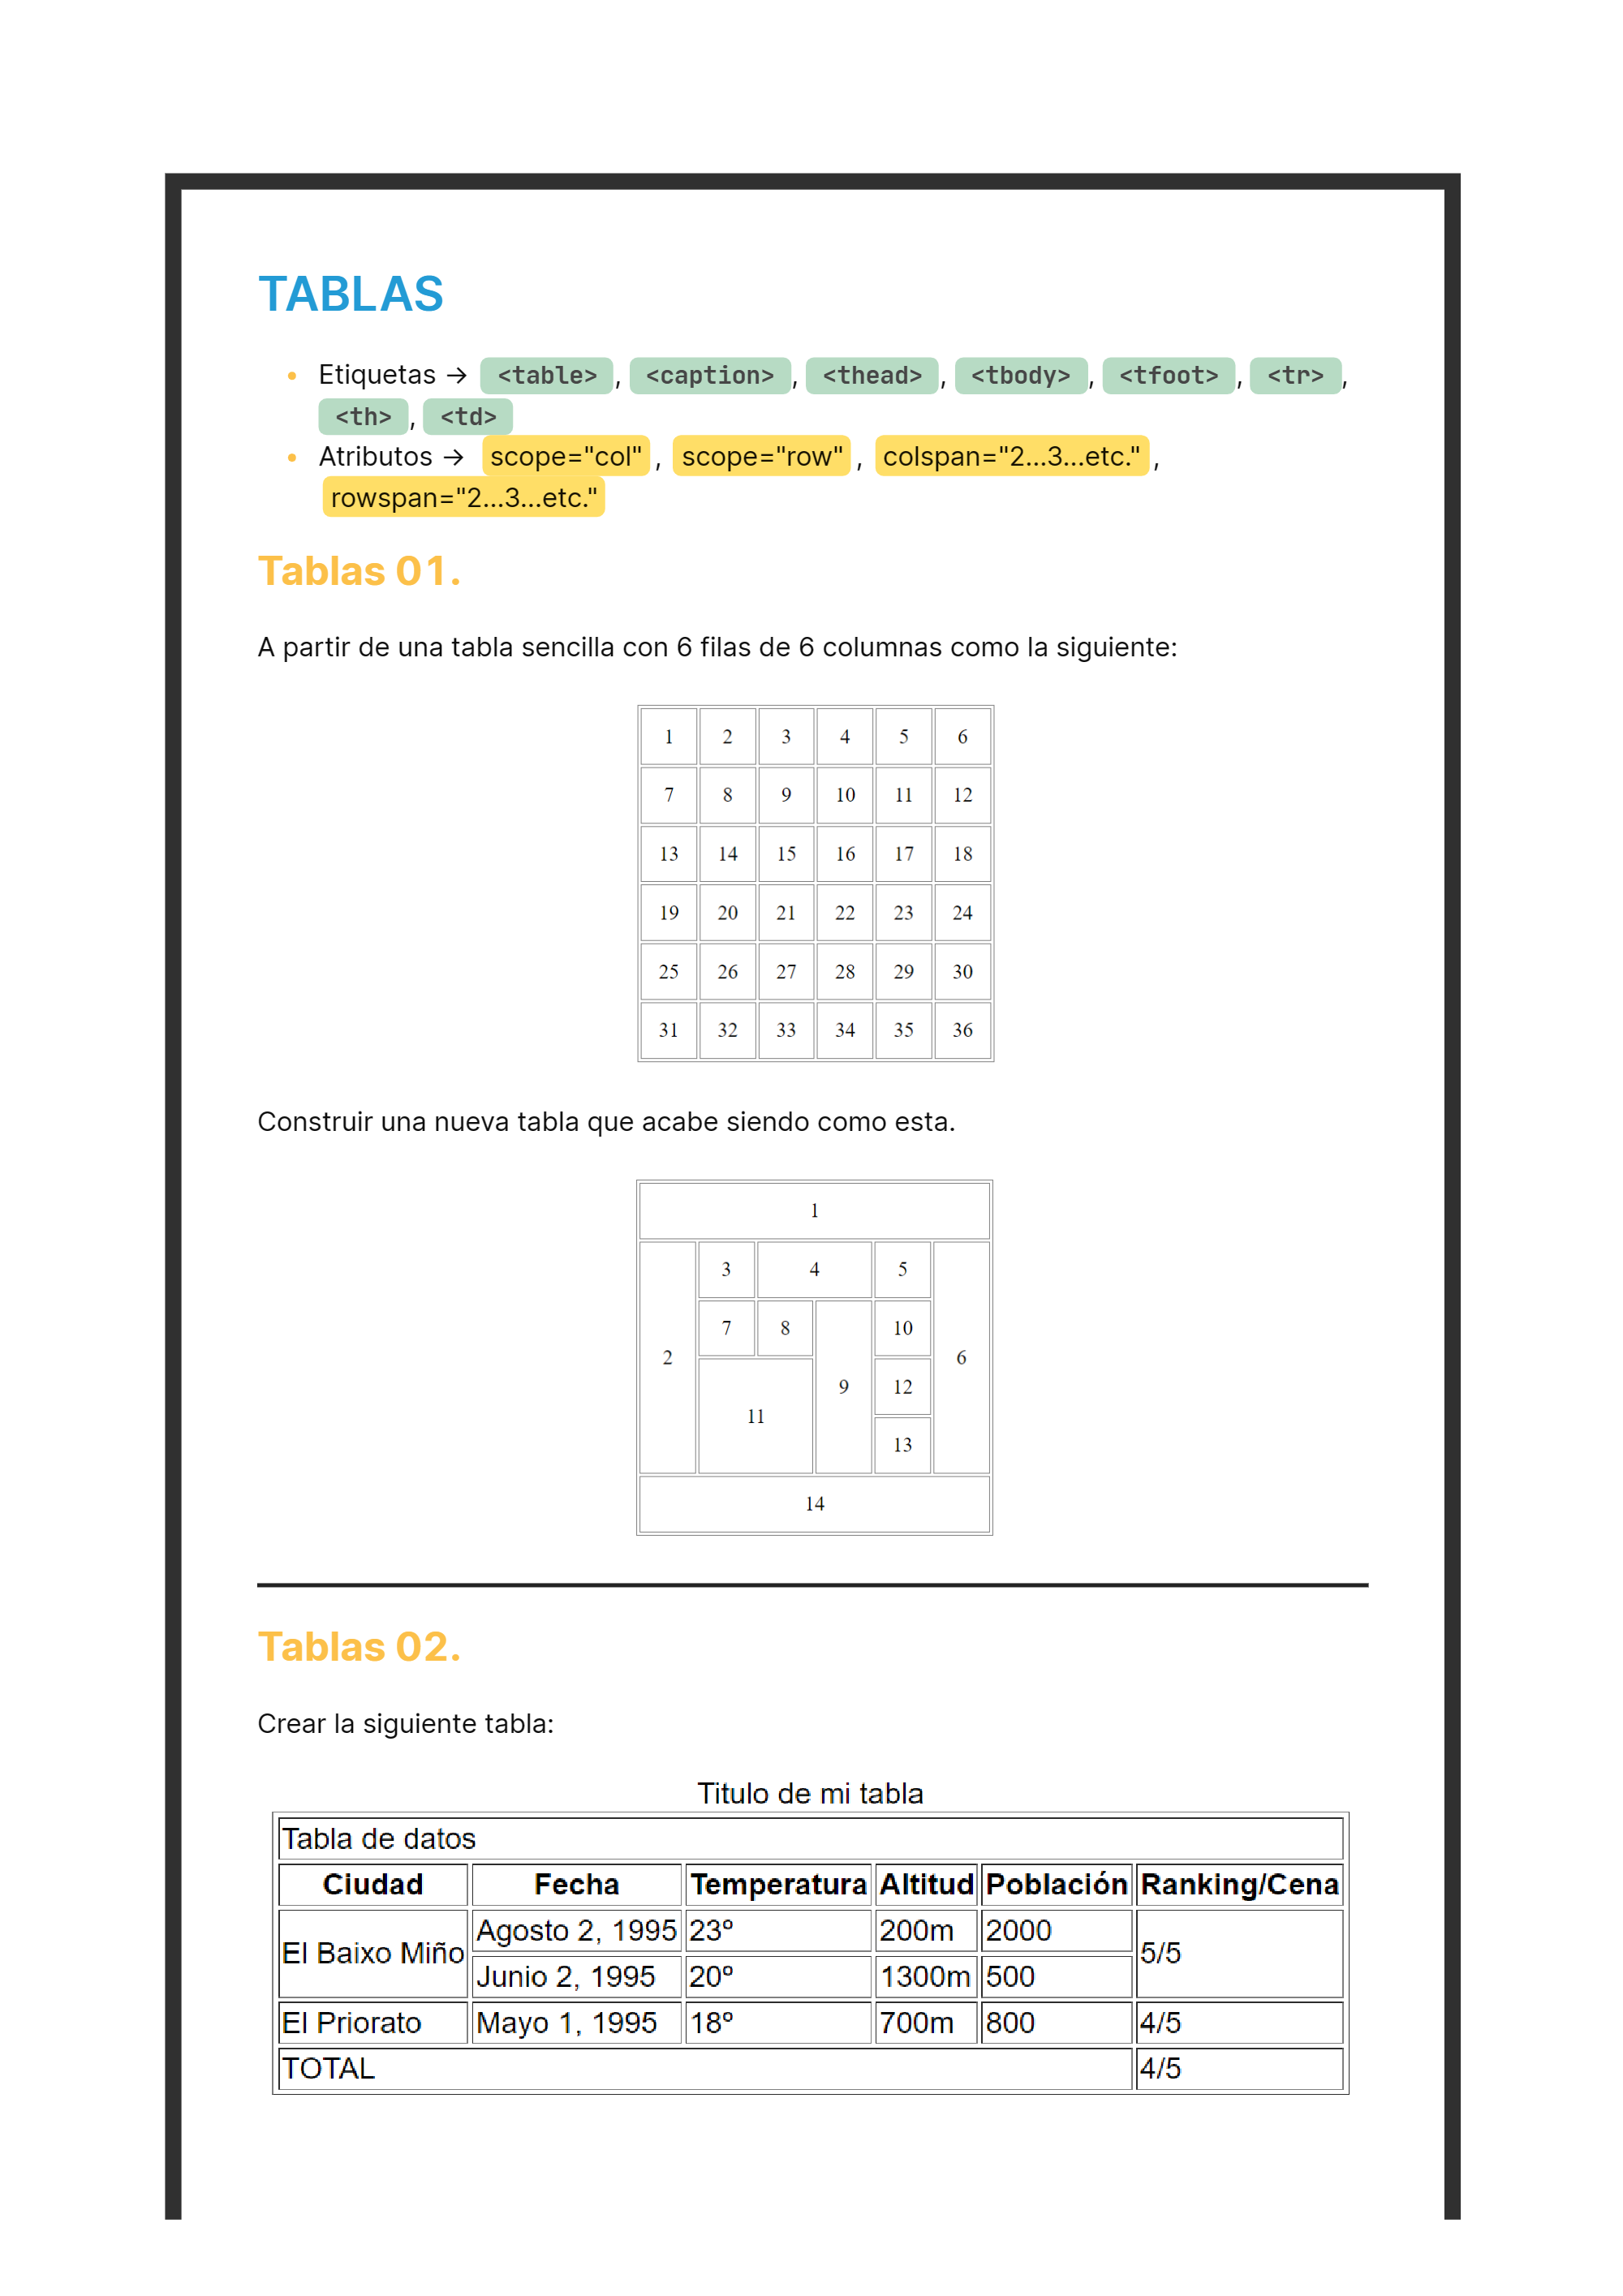 TABLAS
• Etiquetas → <table>, <caption>, <thead>, <tbody>, <tfoot>, <tr>,
<th>, <td>
• Atributos → scope="col", scope="row", colspan="2...3...etc.",
rowspan="2...3...etc."
Tablas 01.
A partir de una tabla sencilla con 6 filas de 6 columnas como la siguiente:
1 2 3 4 5 6
7 8 9 10 11 12
13 14 15 16 17 18
19 20 21 22 23 24
25 26 27 28 29 30
31 32 33 34 35 36
Construir una nueva tabla que acabe siendo como esta.
1
3 4 5
7 8 10
2 6
9 12
11
13
14
Tablas 02.
Crear la siguiente tabla:
Titulo de mi tabla
Tabla de datos
Ciudad Fecha Temperatura Altitud Población Ranking/Cena
El Baixo Miño Agosto 2, 1995 23º 200m 2000 5/5
Junio 2, 1995 20º 1300m 500
El Priorato Mayo 1, 1995 18º 700m 800 4/5
TOTAL 4/5